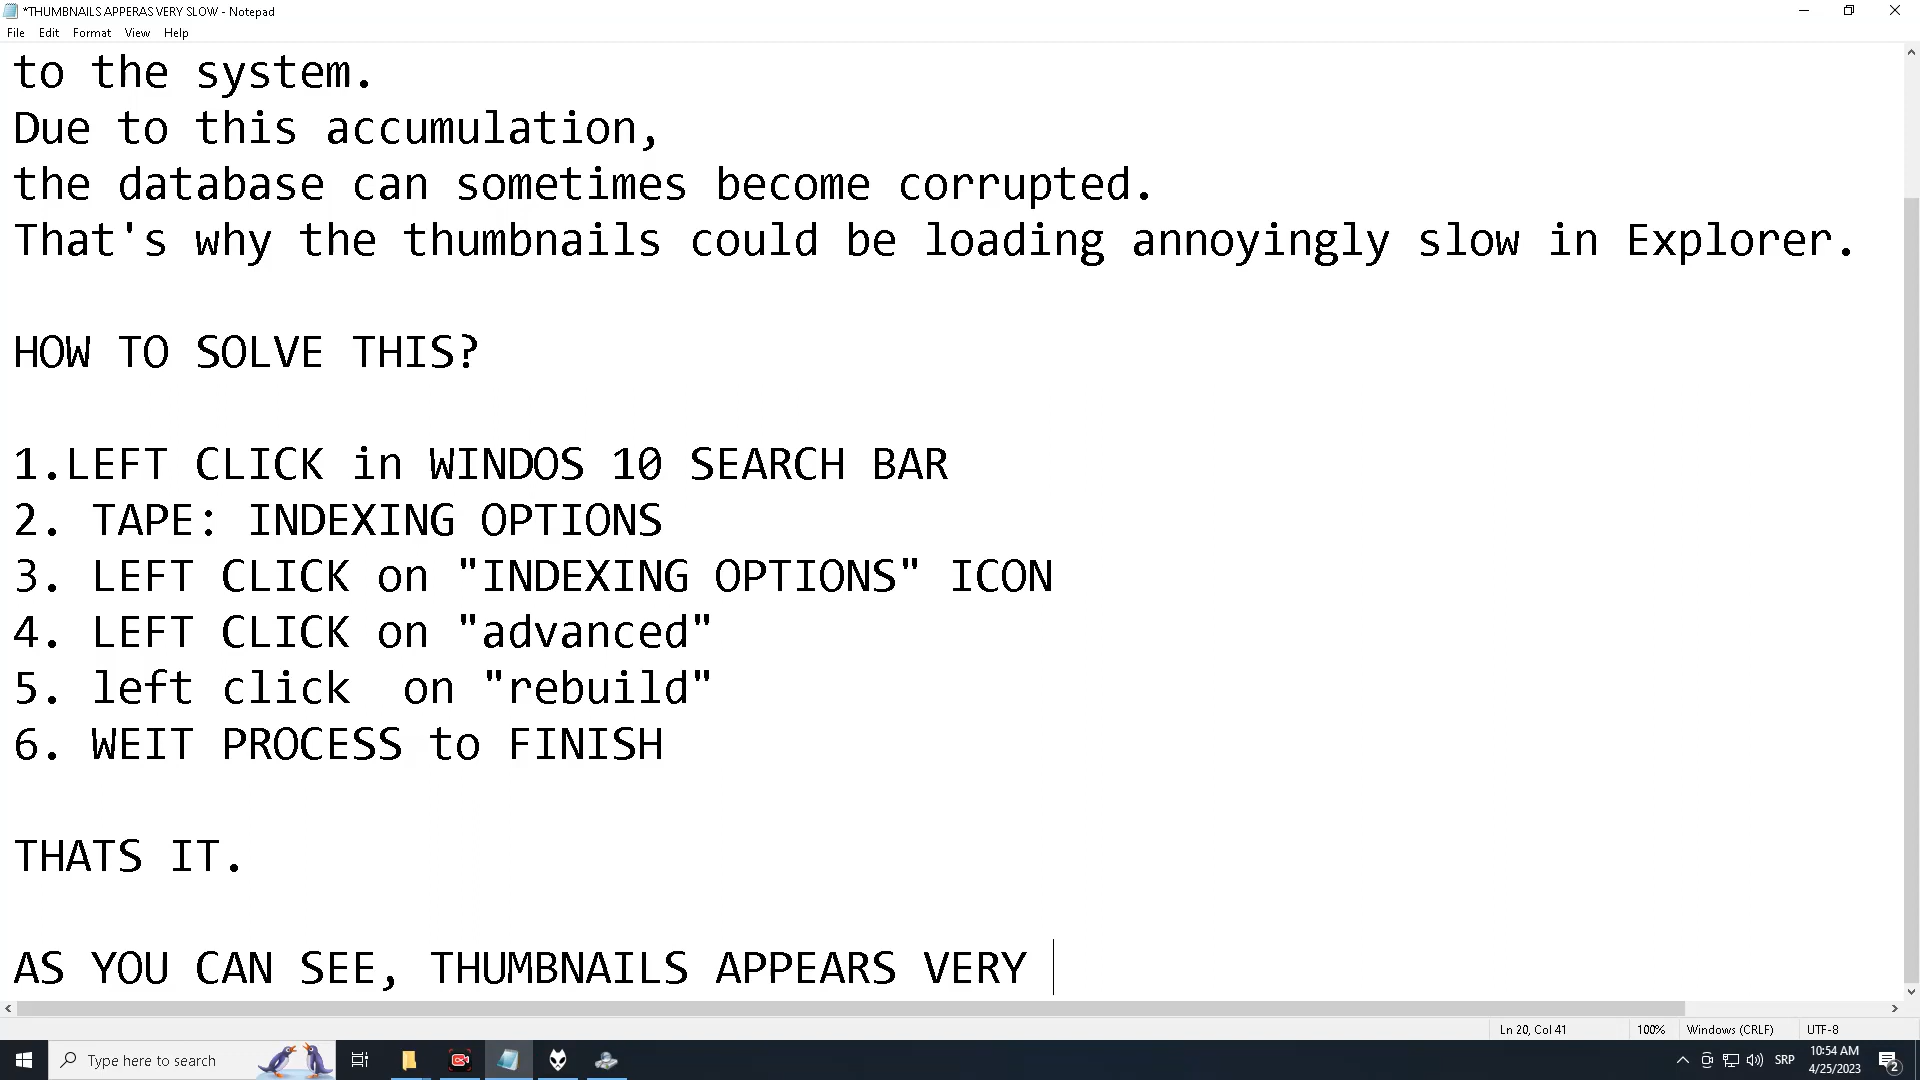 *THUMBNAILS APPERAS VERY SLOW - Notepad
File Edit Format View Help
to the system.
Due to this accumulation,
the database can sometimes become corrupted.
That's why the thumbnails could be loading annoyingly slow in Explorer.
HOW TO SOLVE THIS?
1.LEFT CLICK in WINDOS 10 SEARCH BAR
2. TAPE: INDEXING OPTIONS
3. LEFT CLICK on "INDEXING OPTIONS" ICON
4. LEFT CLICK on "advanced"
5. left click  on "rebuild"
6. WEIT PROCESS to FINISH
THATS IT.
AS YOU CAN SEE, THUMBNAILS APPEARS VERY
Ln 20, Col 41 100% Windows (CRLF) UTF-8
Type here to search
SRP
10:54 AM
4/25/2023
2